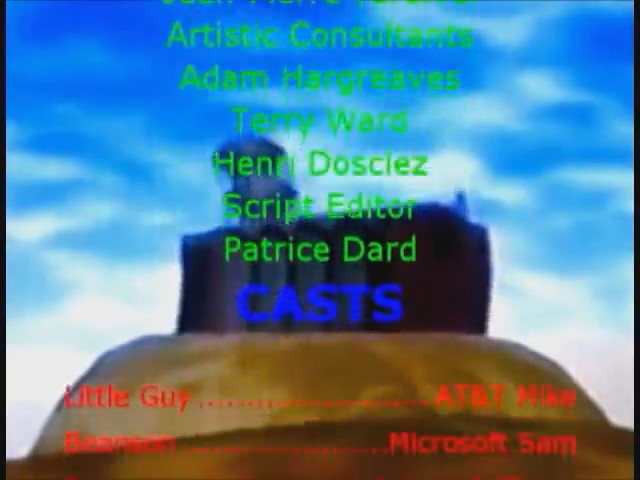 Artistic Consultants
Adam Hargreaves
Terry Ward
Henri Dosciez
Script Editor
Patrice Dard
CASTS
Little Guy ........................ AT&T Mike
Beanson ..................... Microsoft Sam